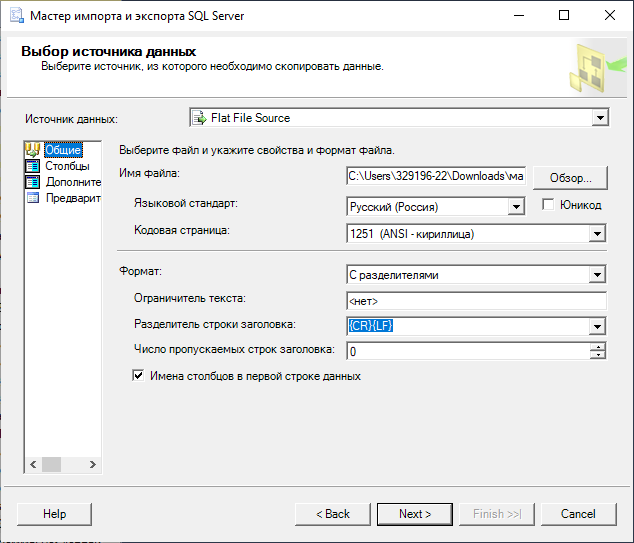 Мастер импорта и экспорта SQL Server
Выбор источника данных
Выберите источник, из которого необходимо скопировать данные.
Источник данных: Flat File Source
Общие
Столбцы
Дополните
Предварит
Выберите файл и укажите свойства и формат файла.
Имя файла: C:\Users\329196-22\Downloads\ма Обзор...
Языковой стандарт: Русский (Россия) Юникод
Кодовая страница: 1251 (ANSI - кириллица)
Формат: С разделителями
Ограничитель текста: <нет>
Разделитель строки заголовка: {CR}{LF}
Число пропускаемых строк заголовка: 0
Имена столбцов в первой строке данных
Help < Back Next > Finish >>| Cancel